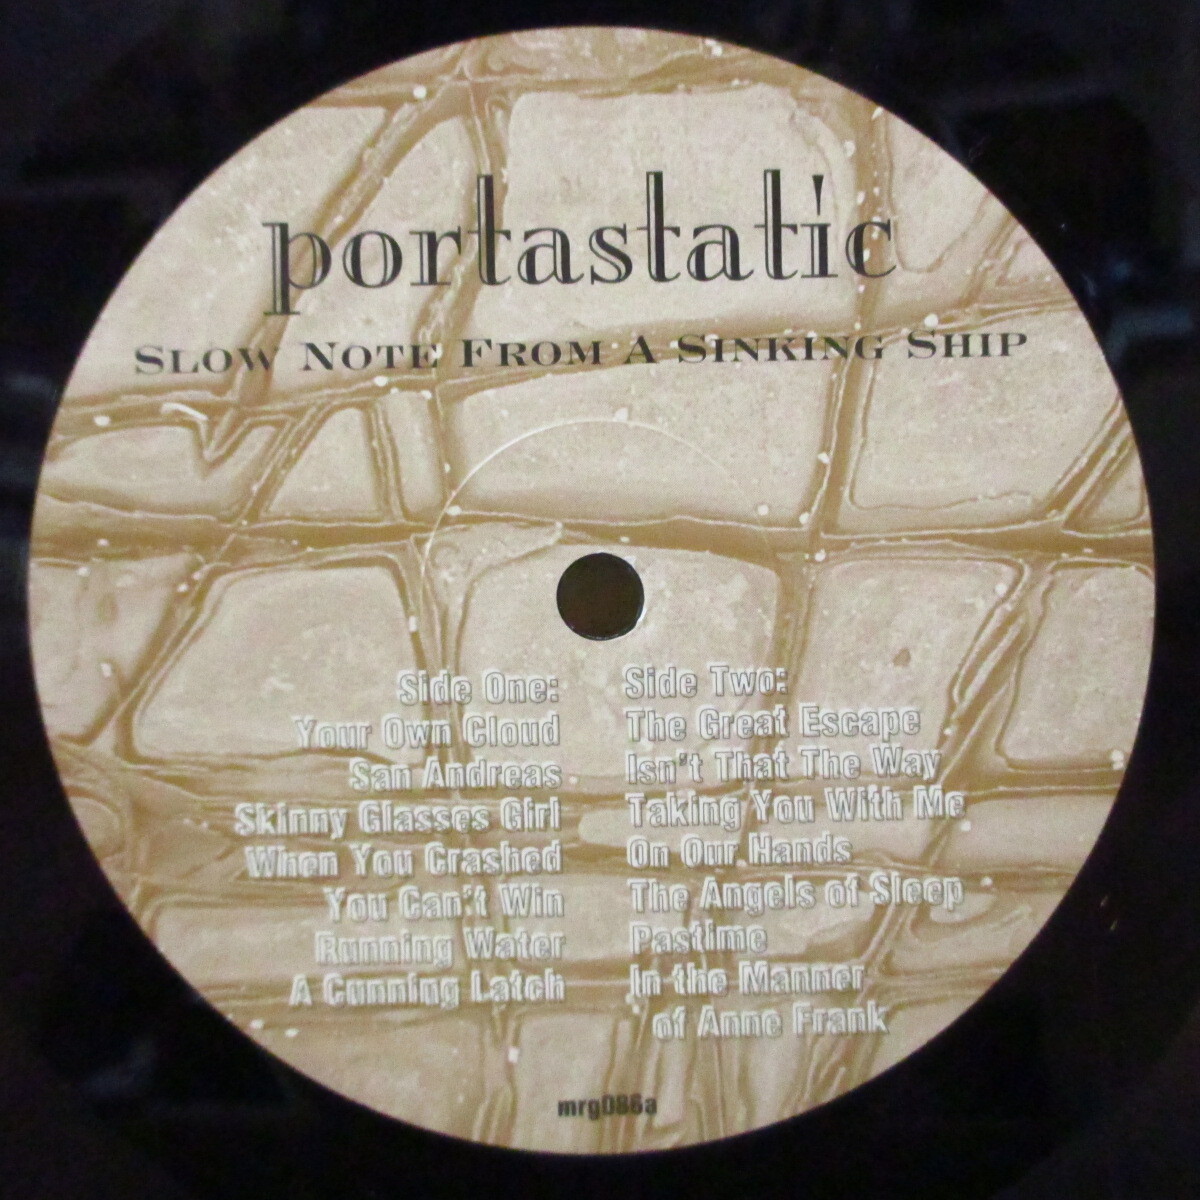 portastatic
SLOW NOTE FROM A SINKING SHIP
Side One:
Your Own Cloud
San Andreas
Skinny Glasses Girl
When You Crashed
You Can't Win
Running Water
A Cunning Latch
Side Two:
The Great Escape
Isn't That The Way
Taking You With Me
On Our Hands
The Angels of Sleep
Pastime
In the Manner
of Anne Frank
mrg086a